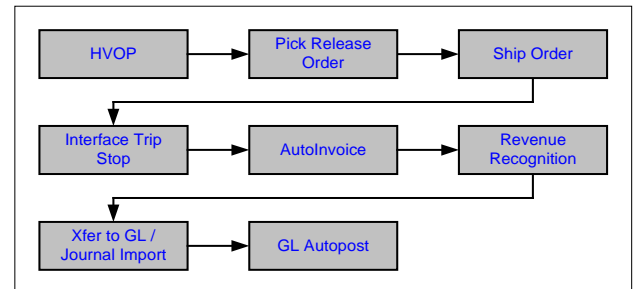 HVOP
Pick Release
Order
Ship Order
Interface Trip
Stop
AutoInvoice
Revenue
Recognition
Xfer to GL /
Journal Import
GL Autopost